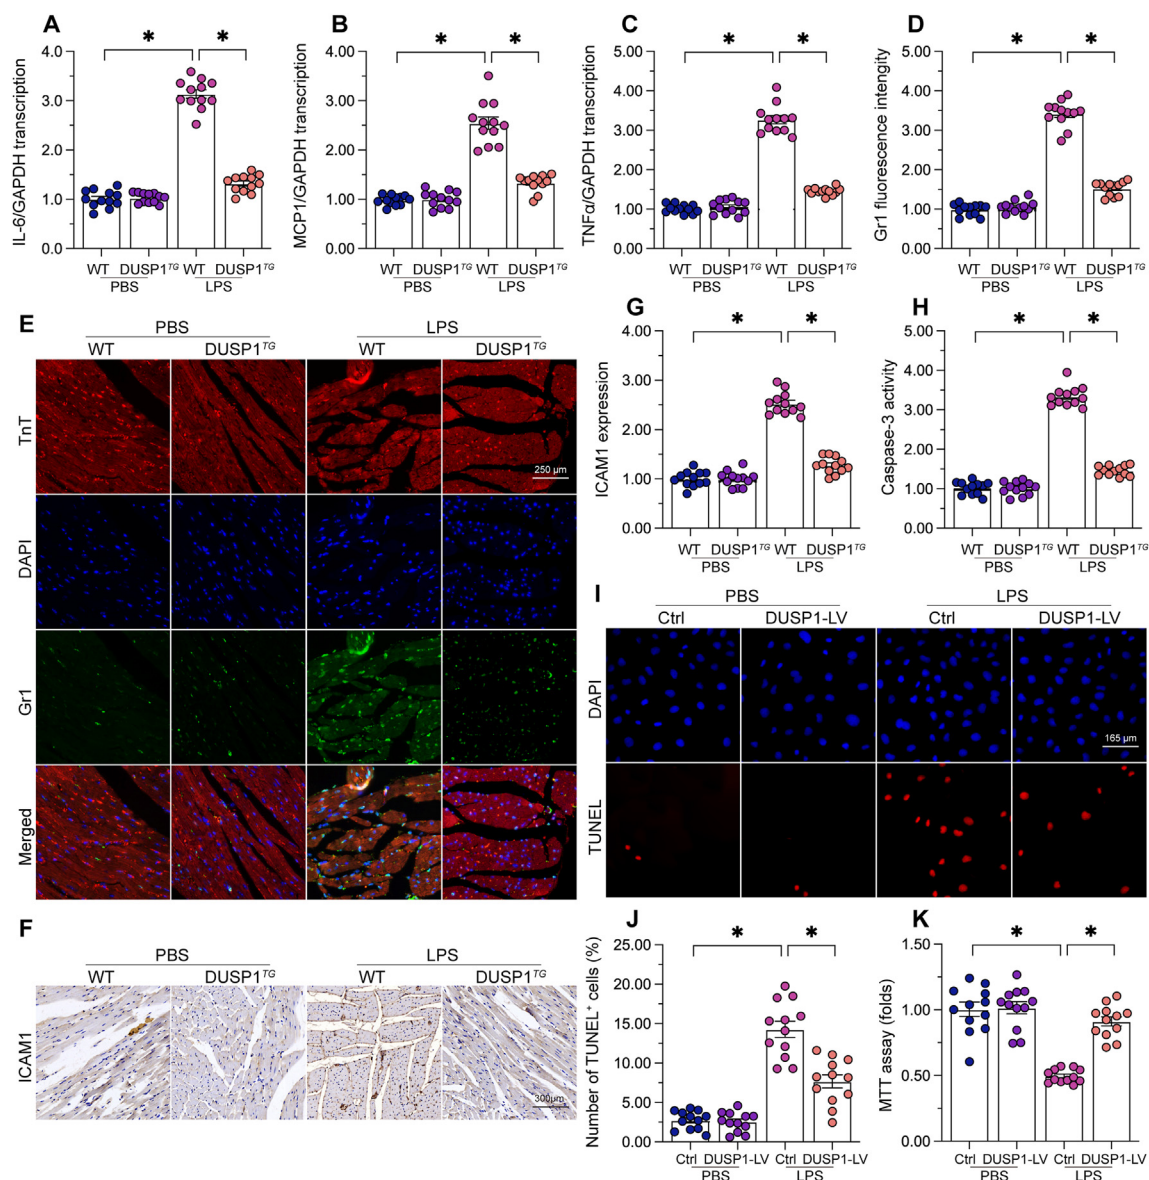 A
IL-6/GAPDH transcription
4.0
3.0
2.0
1.0
0.0
* *
WT DUSP1TG WT DUSP1TG
PBS LPS
B
MCP1/GAPDH transcription
4.00
3.00
2.00
1.00
0.00
* *
WT DUSP1TG WT DUSP1TG
PBS LPS
C
TNFα/GAPDH transcription
5.00
4.00
3.00
2.00
1.00
0.00
* *
WT DUSP1TG WT DUSP1TG
PBS LPS
D
Gr1 fluorescence intengity
5.00
4.00
3.00
2.00
1.00
0.00
* *
WT DUSP1TG WT DUSP1TG
PBS LPS
E
PBS LPS
WT DUSP1TG WT DUSP1TG
TnT
250 µm
DAPI
Gr1
Merged
F
PBS LPS
WT DUSP1TG WT DUSP1TG
ICAM1
300µm
G
ICAM1 expression
4.00
3.00
2.00
1.00
0.00
* *
WT DUSP1TG WT DUSP1TG
PBS LPS
H
Caspase-3 activity
5.00
4.00
3.00
2.00
1.00
0.00
* *
WT DUSP1TG WT DUSP1TG
PBS LPS
I
PBS LPS
Ctrl DUSP1-LV Ctrl DUSP1-LV
DAPI
165 µm
TUNEL
J
Number of TUNEL+ cells (%)
25.00
20.00
15.00
10.00
5.00
0.00
* *
Ctrl DUSP1-LV Ctrl DUSP1-LV
PBS LPS
K
MTT assay (folds)
1.50
1.00
0.50
0.00
* *
Ctrl DUSP1-LV Ctrl DUSP1-LV
PBS LPS